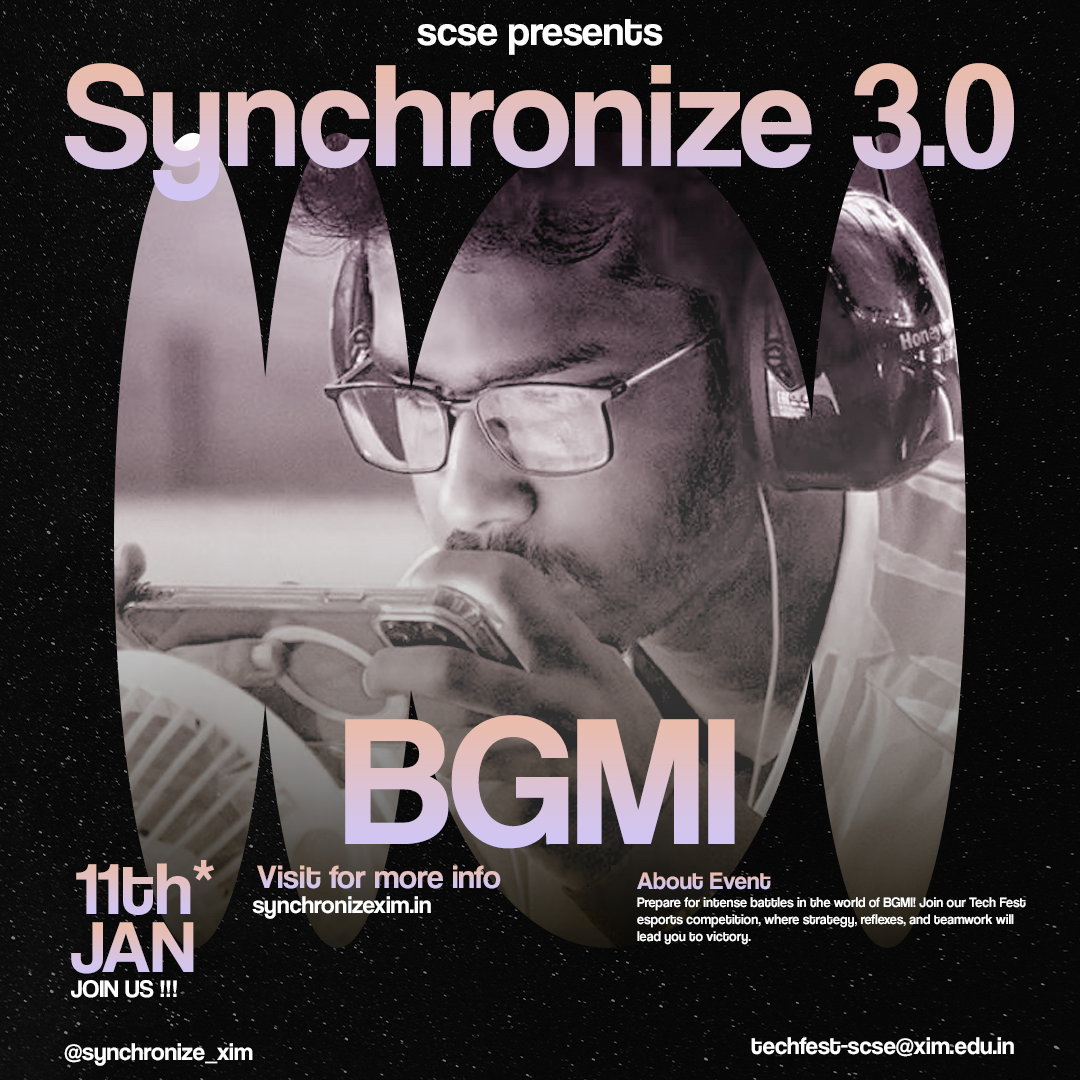 scse presents
Synchronize 3.0
BGMI
11th*
JAN
JOIN US !!!
Visit for more info
synchronizexim.in
About Event
Prepare for intense battles in the world of BGMI! Join our Tech Fest
esports competition, where strategy, reflexes, and teamwork will
lead you to victory.
@synchronize_xim
techfest-scse@xim.edu.in